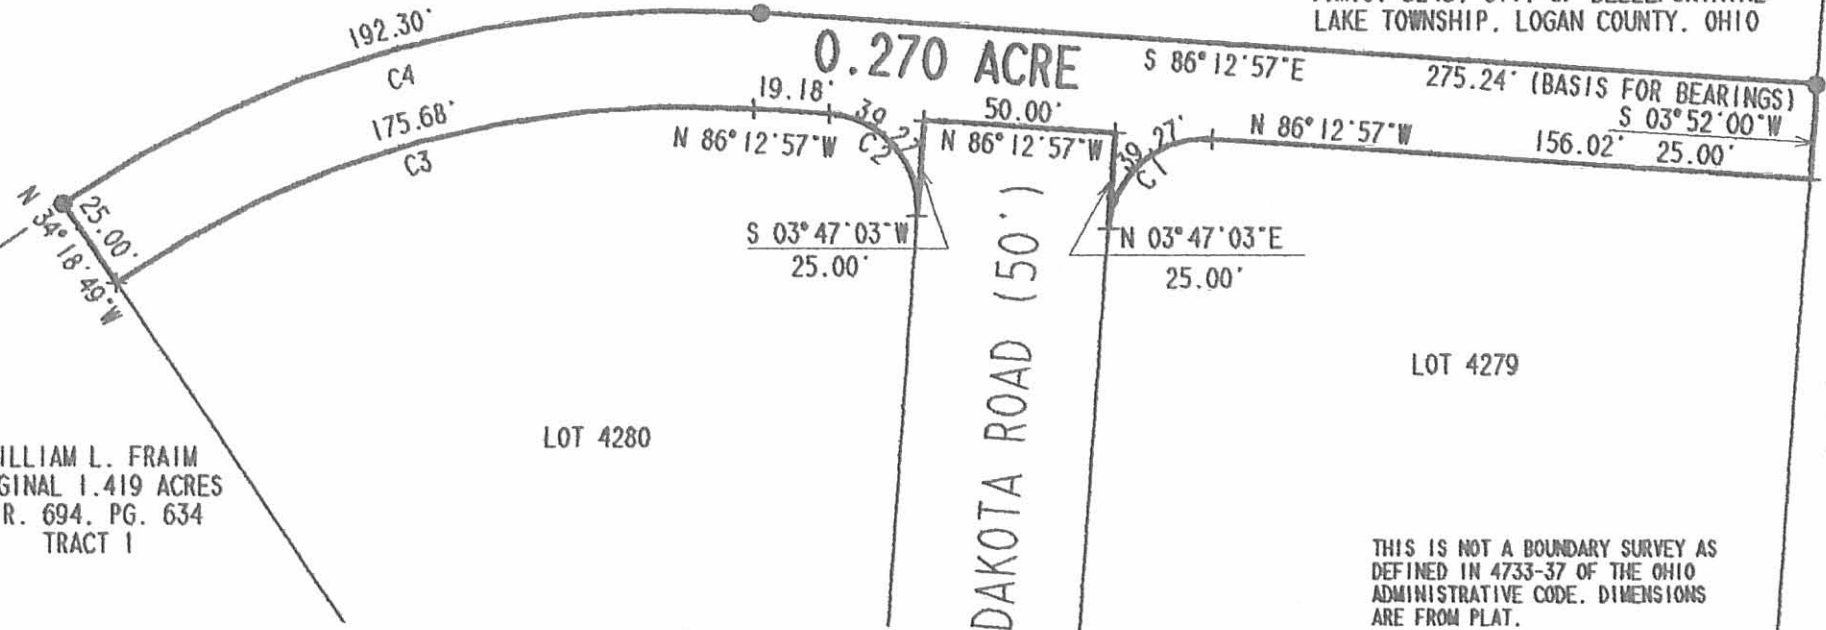 LAKE TOWNSHIP. LOGAN COUNTY. OHIO
192.30'
C4
0.270 ACRE
S 86°12'57"E
275.24' (BASIS FOR BEARINGS)
175.68'
C3
19.18'
N 86°12'57"W
39.27'
C2
50.00'
N 86°12'57"W
39.27'
C1
N 86°12'57"W
156.02'
S 03°52'00"W
25.00'
25.00'
N 34°18'49"W
S 03°47'03"W
25.00'
N 03°47'03"E
25.00'
DAKOTA ROAD (50')
LOT 4279
LOT 4280
ILLIAM L. FRAIM
GINAL 1.419 ACRES
R. 694. PG. 634
TRACT 1
THIS IS NOT A BOUNDARY SURVEY AS
DEFINED IN 4733-37 OF THE OHIO
ADMINISTRATIVE CODE. DIMENSIONS
ARE FROM PLAT.